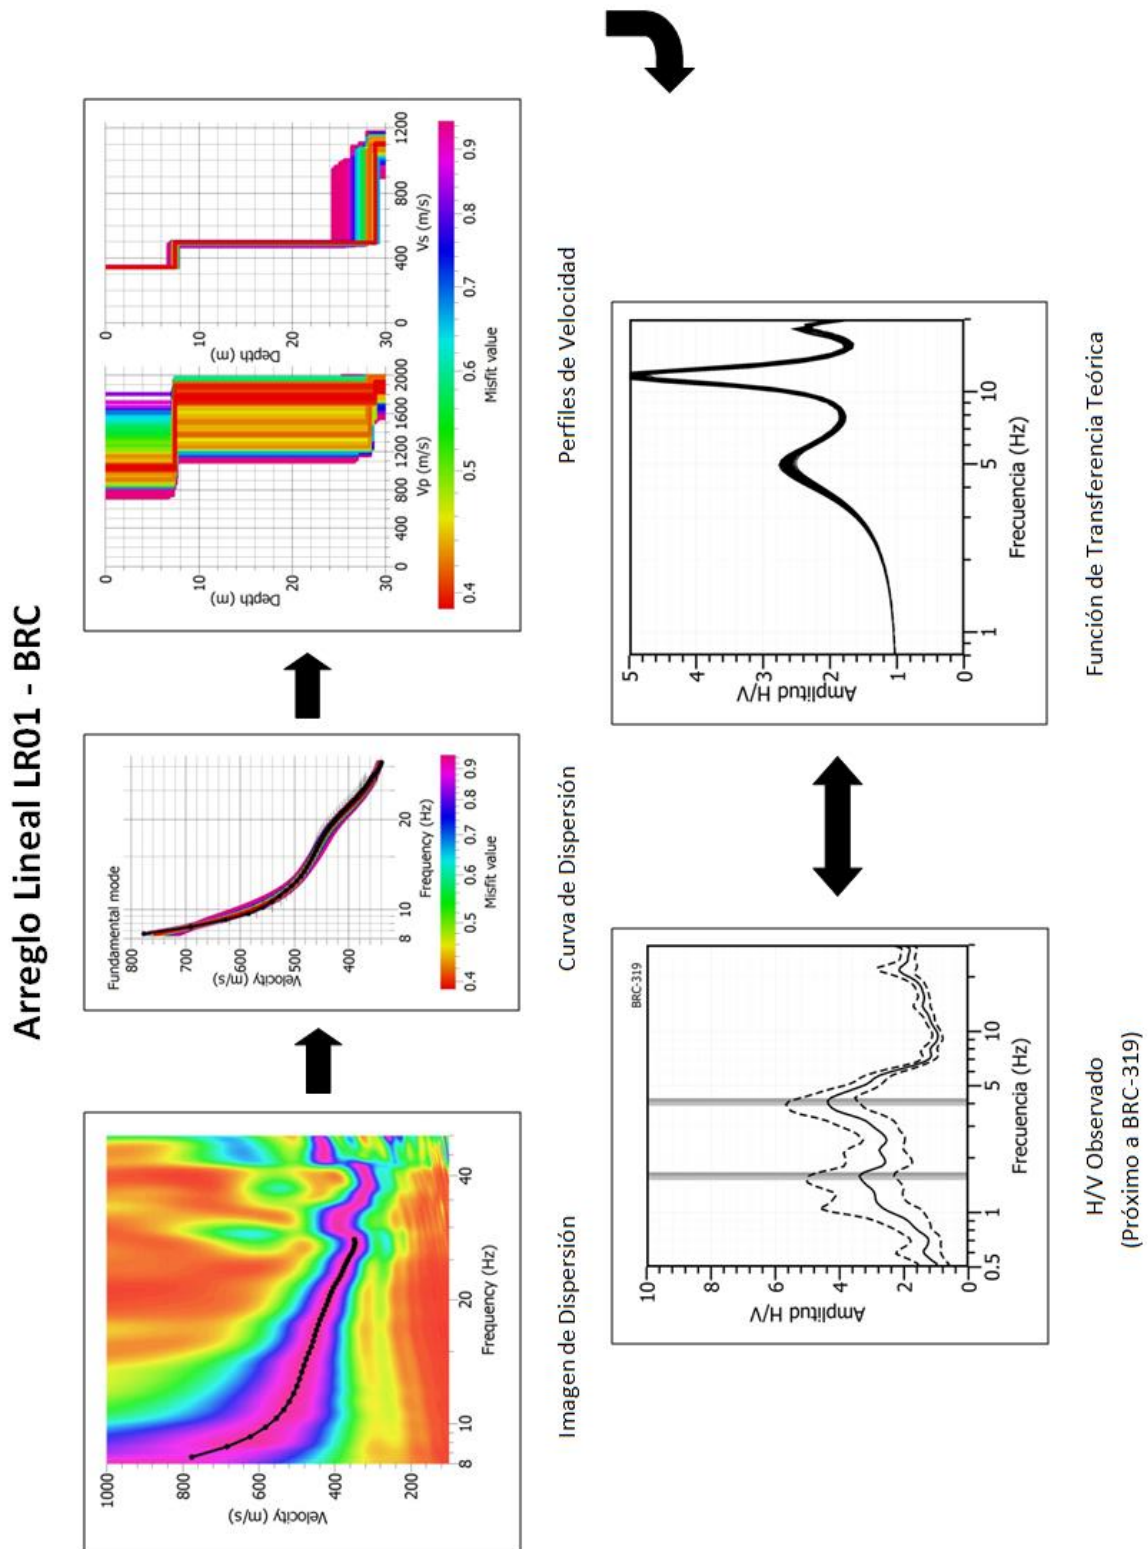 Arreglo Lineal LR01 - BRC
1000
800
600
400
200
Velocity (m/s)
8
10
20
40
Frequency (Hz)
Imagen de Dispersión
Fundamental mode
800
700
600
500
400
Velocity (m/s)
8
10
20
Frequency (Hz)
0.4
0.5
0.6
0.7
0.8
0.9
Misfit value
Curva de Dispersión
0
10
20
30
Depth (m)
0
400
800
1200
1600
2000
Vp (m/s)
0
10
20
30
Depth (m)
0
400
800
1200
Vs (m/s)
0.4
0.5
0.6
0.7
0.8
0.9
Misfit value
Perfiles de Velocidad
BRC-319
10
8
6
4
2
0
Amplitud H/V
0.5
1
5
10
Frecuencia (Hz)
H/V Observado
(Próximo a BRC-319)
5
4
3
2
1
0
Amplitud H/V
1
5
10
Frecuencia (Hz)
Función de Transferencia Teórica